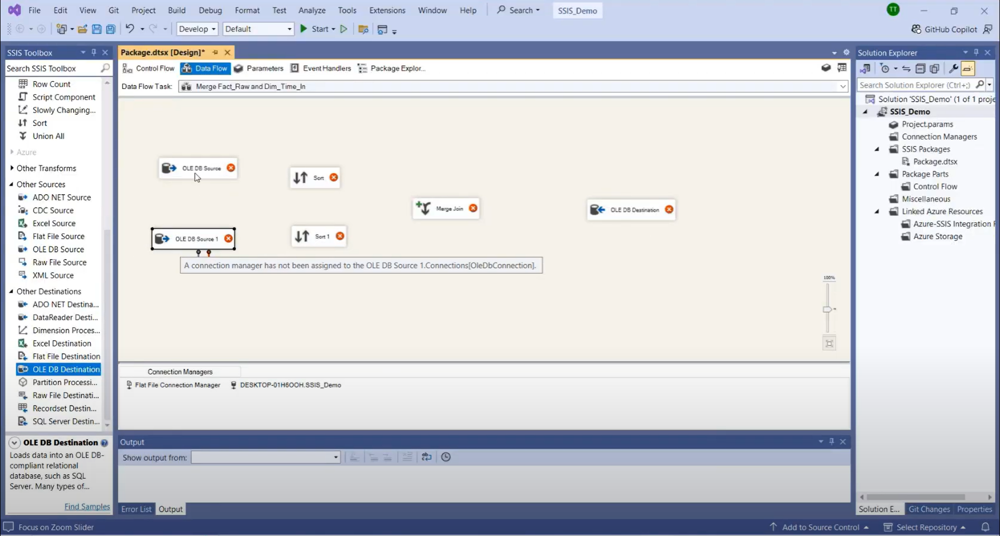 File Edit View Git Project Build Debug Format Test Analyze Tools Extensions Window Help Search SSIS_Demo TT
Develop Default Start GitHub Copilot
SSIS Toolbox
Search SSIS Toolbox
Row Count
Script Component
Slowly Changing...
Sort
Union All
Azure
Other Transforms
Other Sources
ADO NET Source
CDC Source
Excel Source
Flat File Source
OLE DB Source
Raw File Source
XML Source
Other Destinations
ADO NET Destina...
DataReader Desti...
Dimension Proces...
Excel Destination
Flat File Destination
OLE DB Destination
Partition Processi...
Raw File Destinati...
Recordset Destin...
SQL Server Destin...
OLE DB Destination
Loads data into an OLE DB-
compliant relational
database, such as SQL
Server. Many types of...
Find Samples
Package.dtsx [Design]*
Control Flow Data Flow Parameters Event Handlers Package Explor...
Data Flow Task: Merge Fact_Raw and Dim_Time_In
OLE DB Source
Sort
Merge Join
OLE DB Destination
OLE DB Source 1
Sort 1
A connection manager has not been assigned to the OLE DB Source 1.Connections[OleDbConnection].
100%
Connection Managers
Flat File Connection Manager DESKTOP-01H6OOH.SSIS_Demo
Output
Show output from:
Error List Output
Solution Explorer
Search Solution Explorer (Ctrl+;)
Solution 'SSIS_Demo' (1 of 1 proje
SSIS_Demo
Project.params
Connection Managers
SSIS Packages
Package.dtsx
Package Parts
Control Flow
Miscellaneous
Linked Azure Resources
Azure-SSIS Integration R
Azure Storage
Solution E... Git Changes Properties
Focus on Zoom Slider Add to Source Control Select Repository